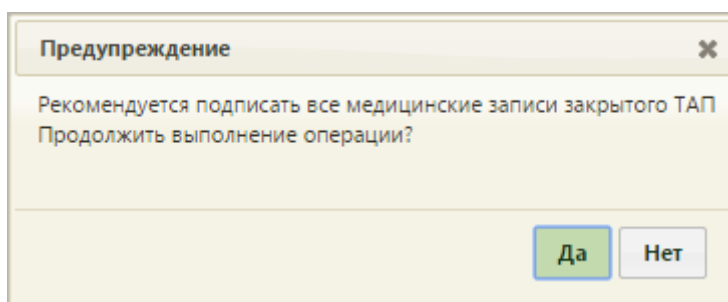 Предупреждение
Рекомендуется подписать все медицинские записи закрытого ТАП
Продолжить выполнение операции?
Да
Нет